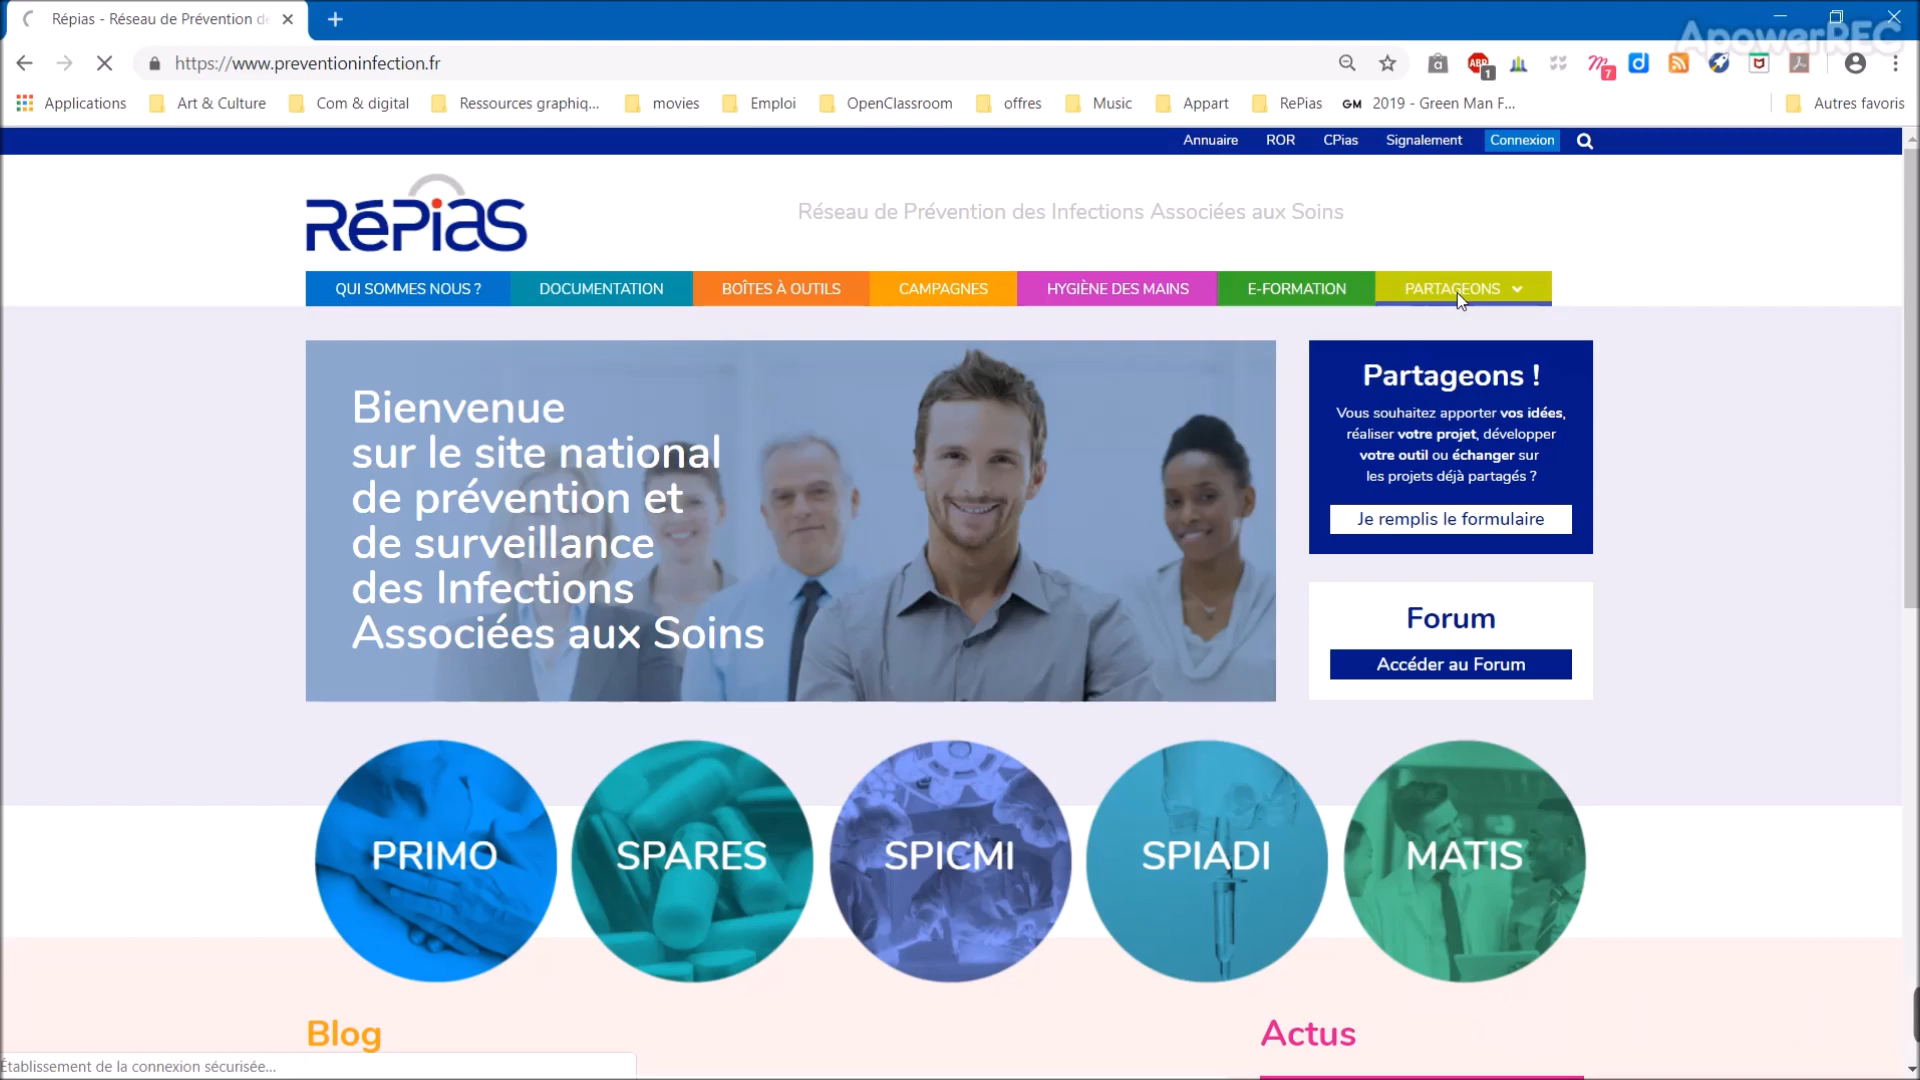 Répias - Réseau de Prévention de
ApowerREC
https://www.preventioninfection.fr
ABP
1
7
Applications
Art & Culture
Com & digital
Ressources graphiq...
movies
Emploi
OpenClassroom
offres
Music
Appart
RePias
GM 2019 - Green Man F...
Autres favoris
Annuaire
ROR
CPias
Signalement
Connexion
RéPiaS
Réseau de Prévention des Infections Associées aux Soins
QUI SOMMES NOUS ?
DOCUMENTATION
BOÎTES À OUTILS
CAMPAGNES
HYGIÈNE DES MAINS
E-FORMATION
PARTAGEONS
Bienvenue
sur le site national
de prévention et
de surveillance
des Infections
Associées aux Soins
Partageons !
Vous souhaitez apporter vos idées,
réaliser votre projet, développer
votre outil ou échanger sur
les projets déjà partagés ?
Je remplis le formulaire
Forum
Accéder au Forum
PRIMO
SPARES
SPICMI
SPIADI
MATIS
Blog
Actus
Établissement de la connexion sécurisée...